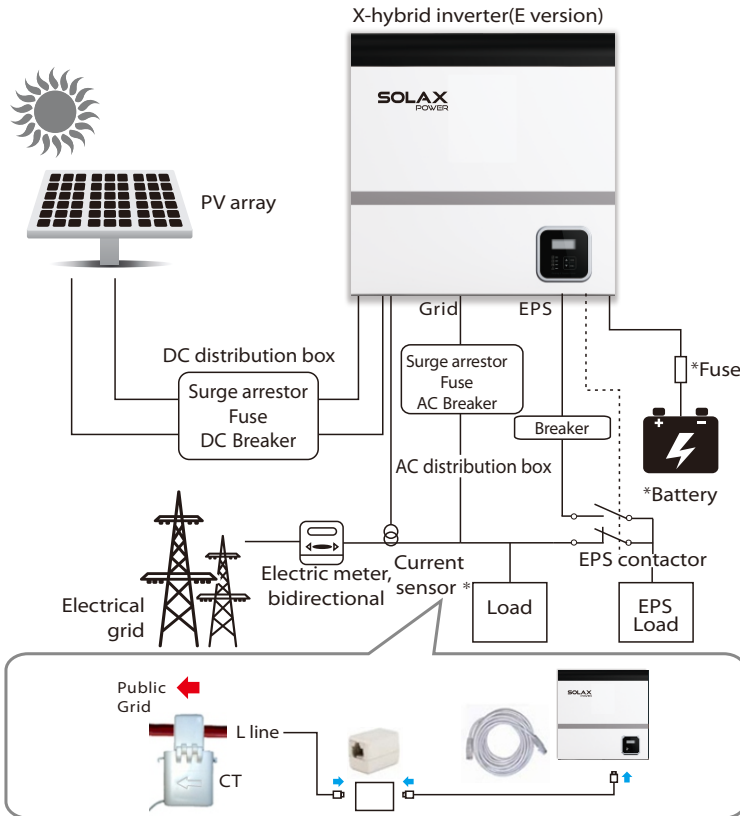 X-hybrid inverter(E version)
SOLAX
POWER
PV array
Grid
EPS
DC distribution box
Surge arrestor
Fuse
DC Breaker
Surge arrestor
Fuse
AC Breaker
*Fuse
Breaker
AC distribution box
*Battery
Electric meter,
bidirectional
Current
sensor *
EPS contactor
Electrical
grid
Load
EPS
Load
Public
Grid
L line
CT
SOLAX